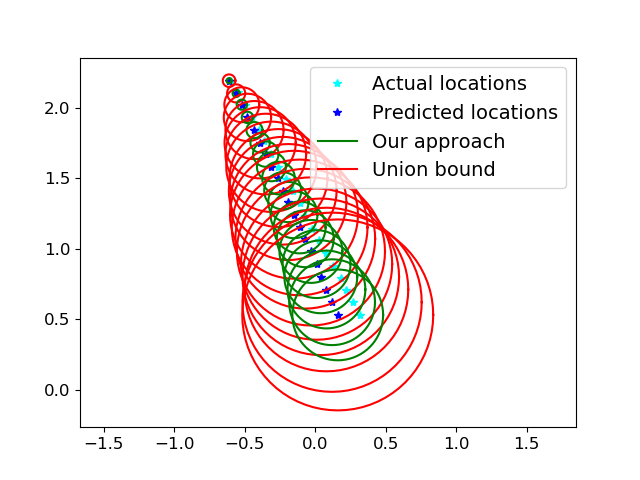 Actual locations
Predicted locations
Our approach
Union bound
2.0
1.5
1.0
0.5
0.0
−1.5 −1.0 −0.5 0.0 0.5 1.0 1.5